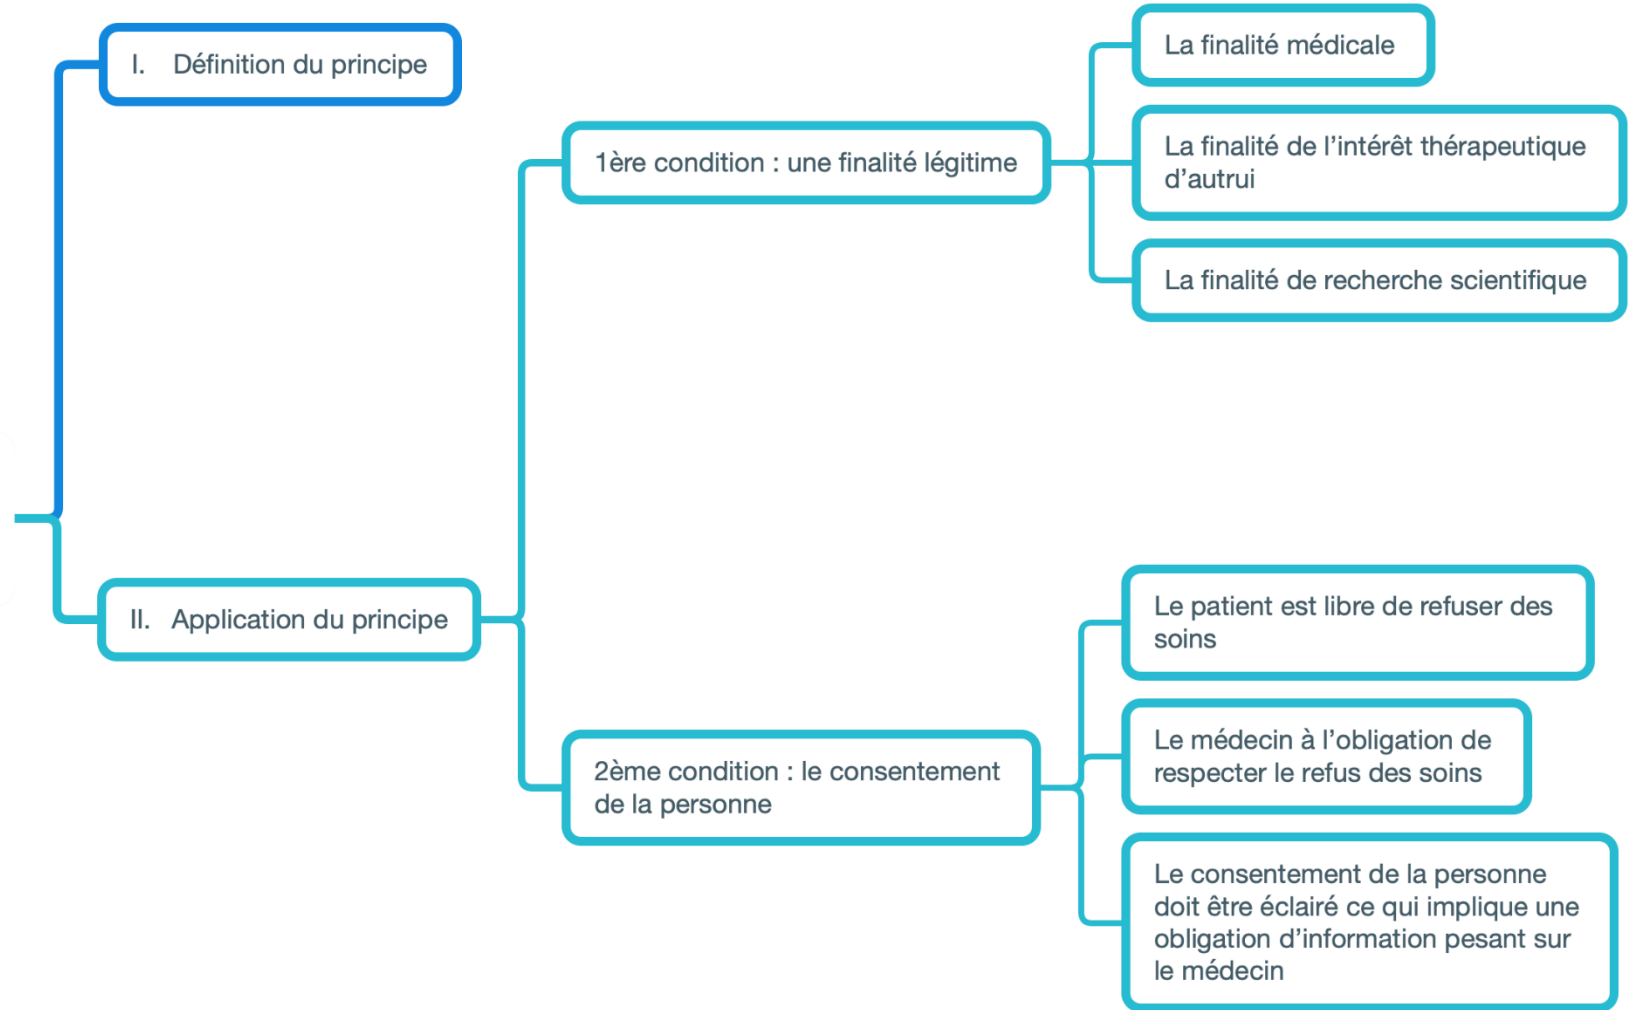 I. Définition du principe
II. Application du principe
1ère condition : une finalité légitime
La finalité médicale
La finalité de l’intérêt thérapeutique
d’autrui
La finalité de recherche scientifique
2ème condition : le consentement
de la personne
Le patient est libre de refuser des
soins
Le médecin à l’obligation de
respecter le refus des soins
Le consentement de la personne
doit être éclairé ce qui implique une
obligation d’information pesant sur
le médecin